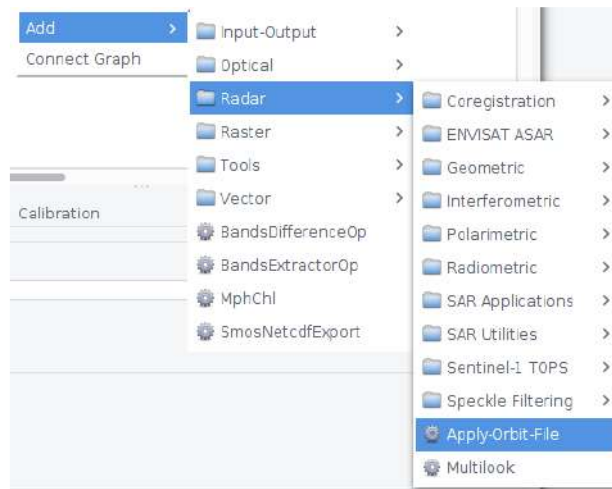 Add
Connect Graph
Calibration
Input-Output
Optical
Radar
Raster
Tools
Vector
BandsDifferenceOp
BandsExtractorOp
MphChl
SmosNetcdfExport
Coregistration
ENVISAT ASAR
Geometric
Interferometric
Polarimetric
Radiometric
SAR Applications
SAR Utilities
Sentinel-1 TOPS
Speckle Filtering
Apply-Orbit-File
Multilook